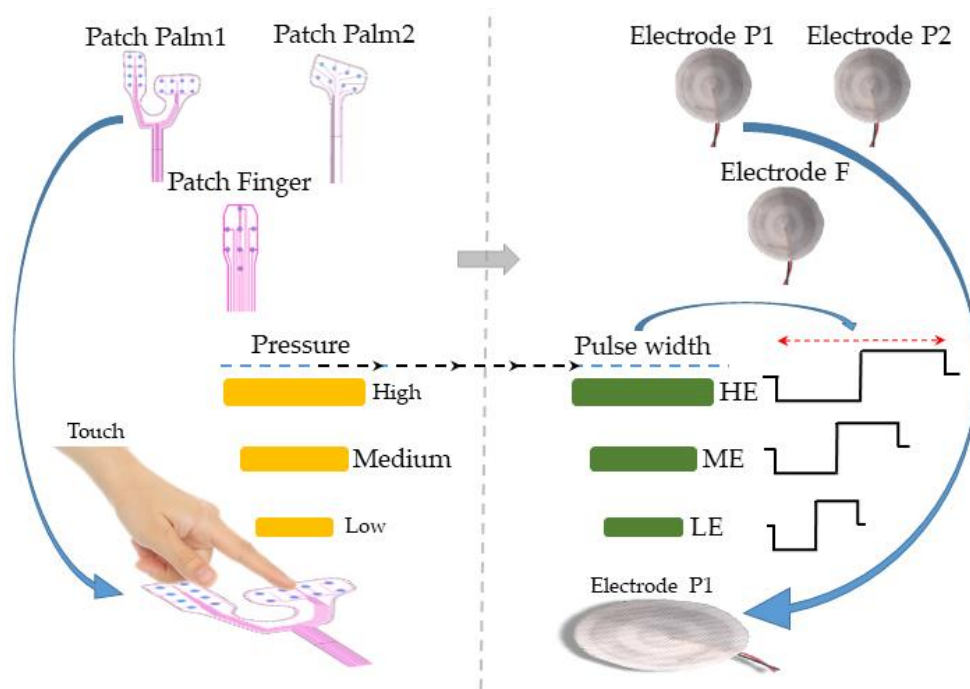 Patch Palm1
Patch Palm2
Patch Finger
Electrode P1
Electrode P2
Electrode F
Pressure
High
Medium
Low
Touch
Pulse width
HE
ME
LE
Electrode P1